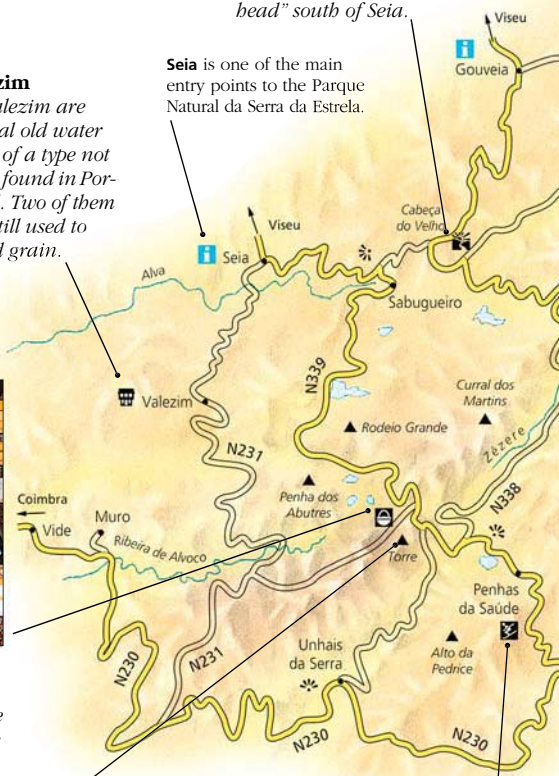 head” south of Seia.
Viseu
Gouveia
Seia is one of the main
entry points to the Parque
Natural da Serra da Estrela.
zim
alezim are
al old water
of a type not
found in Por-
. Two of them
till used to
d grain.
Cabeça
do Velho
Viseu
Seia
Alva
Sabugueiro
N339
Curral dos
Martins
Valezim
Rodeio Grande
N231
Zêzere
Penha dos
Abutres
N338
Coimbra
Vide
Muro
Ribeira de Alvoco
Torre
Penhas
da Saúde
Unhais
da Serra
Alto da
Pedrice
N230
N231
N230
N230
e